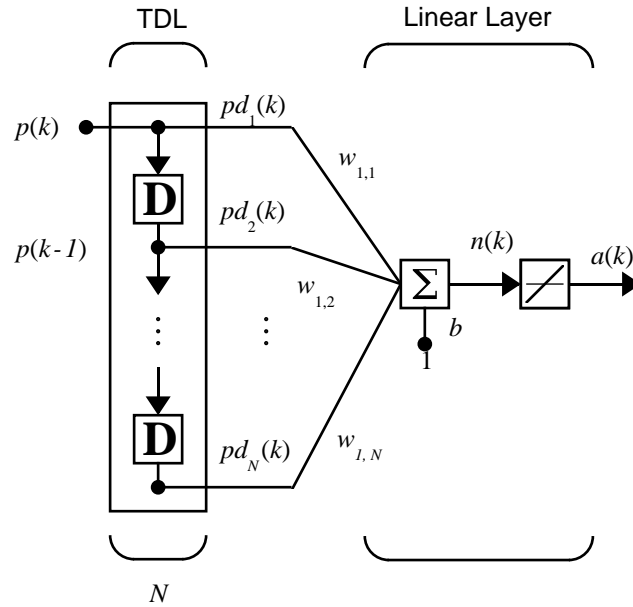 TDL
Linear Layer
p(k)
pd1(k)
w1,1
D
p(k-1)
pd2(k)
n(k)
a(k)
w1,2
Σ
b
1
D
pdN(k)
w1, N
N